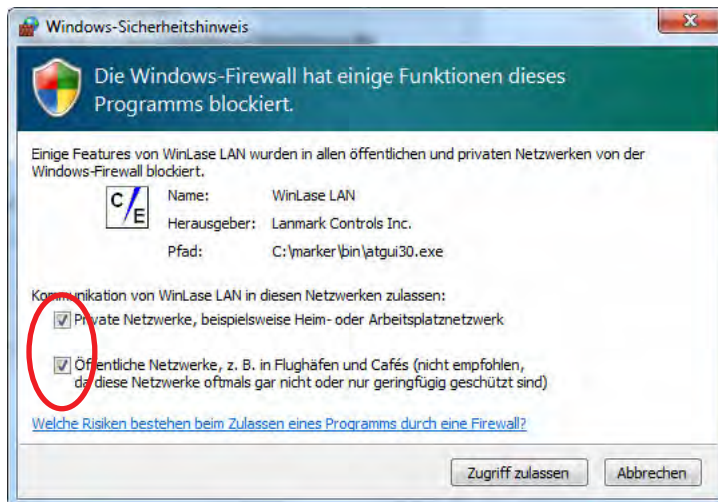 Windows-Sicherheitshinweis
Die Windows-Firewall hat einige Funktionen dieses
Programms blockiert.
Einige Features von WinLase LAN wurden in allen öffentlichen und privaten Netzwerken von der
Windows-Firewall blockiert.
C/E
Name: WinLase LAN
Herausgeber: Lanmark Controls Inc.
Pfad: C:\marker\bin\atgui30.exe
Kommunikation von WinLase LAN in diesen Netzwerken zulassen:
Private Netzwerke, beispielsweise Heim- oder Arbeitsplatznetzwerk
Öffentliche Netzwerke, z. B. in Flughäfen und Cafés (nicht empfohlen,
da diese Netzwerke oftmals gar nicht oder nur geringfügig geschützt sind)
Welche Risiken bestehen beim Zulassen eines Programms durch eine Firewall?
Zugriff zulassen Abbrechen